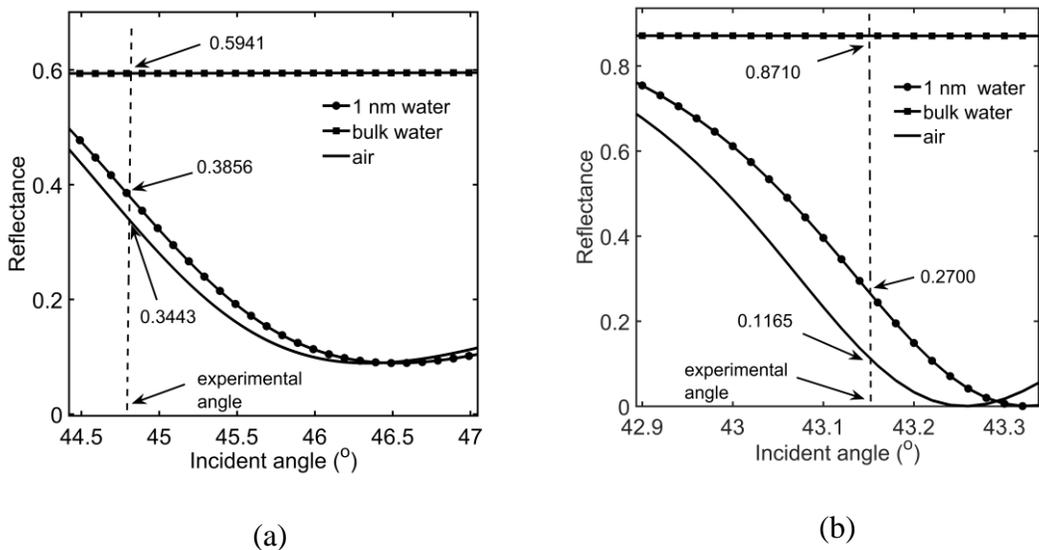 0.5941
0.6
1 nm water
bulk water
air
Reflectance
0.4
0.3856
0.2
0.3443
experimental
angle
0
44.5 45 45.5 46 46.5 47
Incident angle (o)
(a)
0.8710
0.8
1 nm water
bulk water
air
Reflectance
0.6
0.4
0.2700
0.2
0.1165
experimental
angle
0
42.9 43 43.1 43.2 43.3
Incident angle (o)
(b)